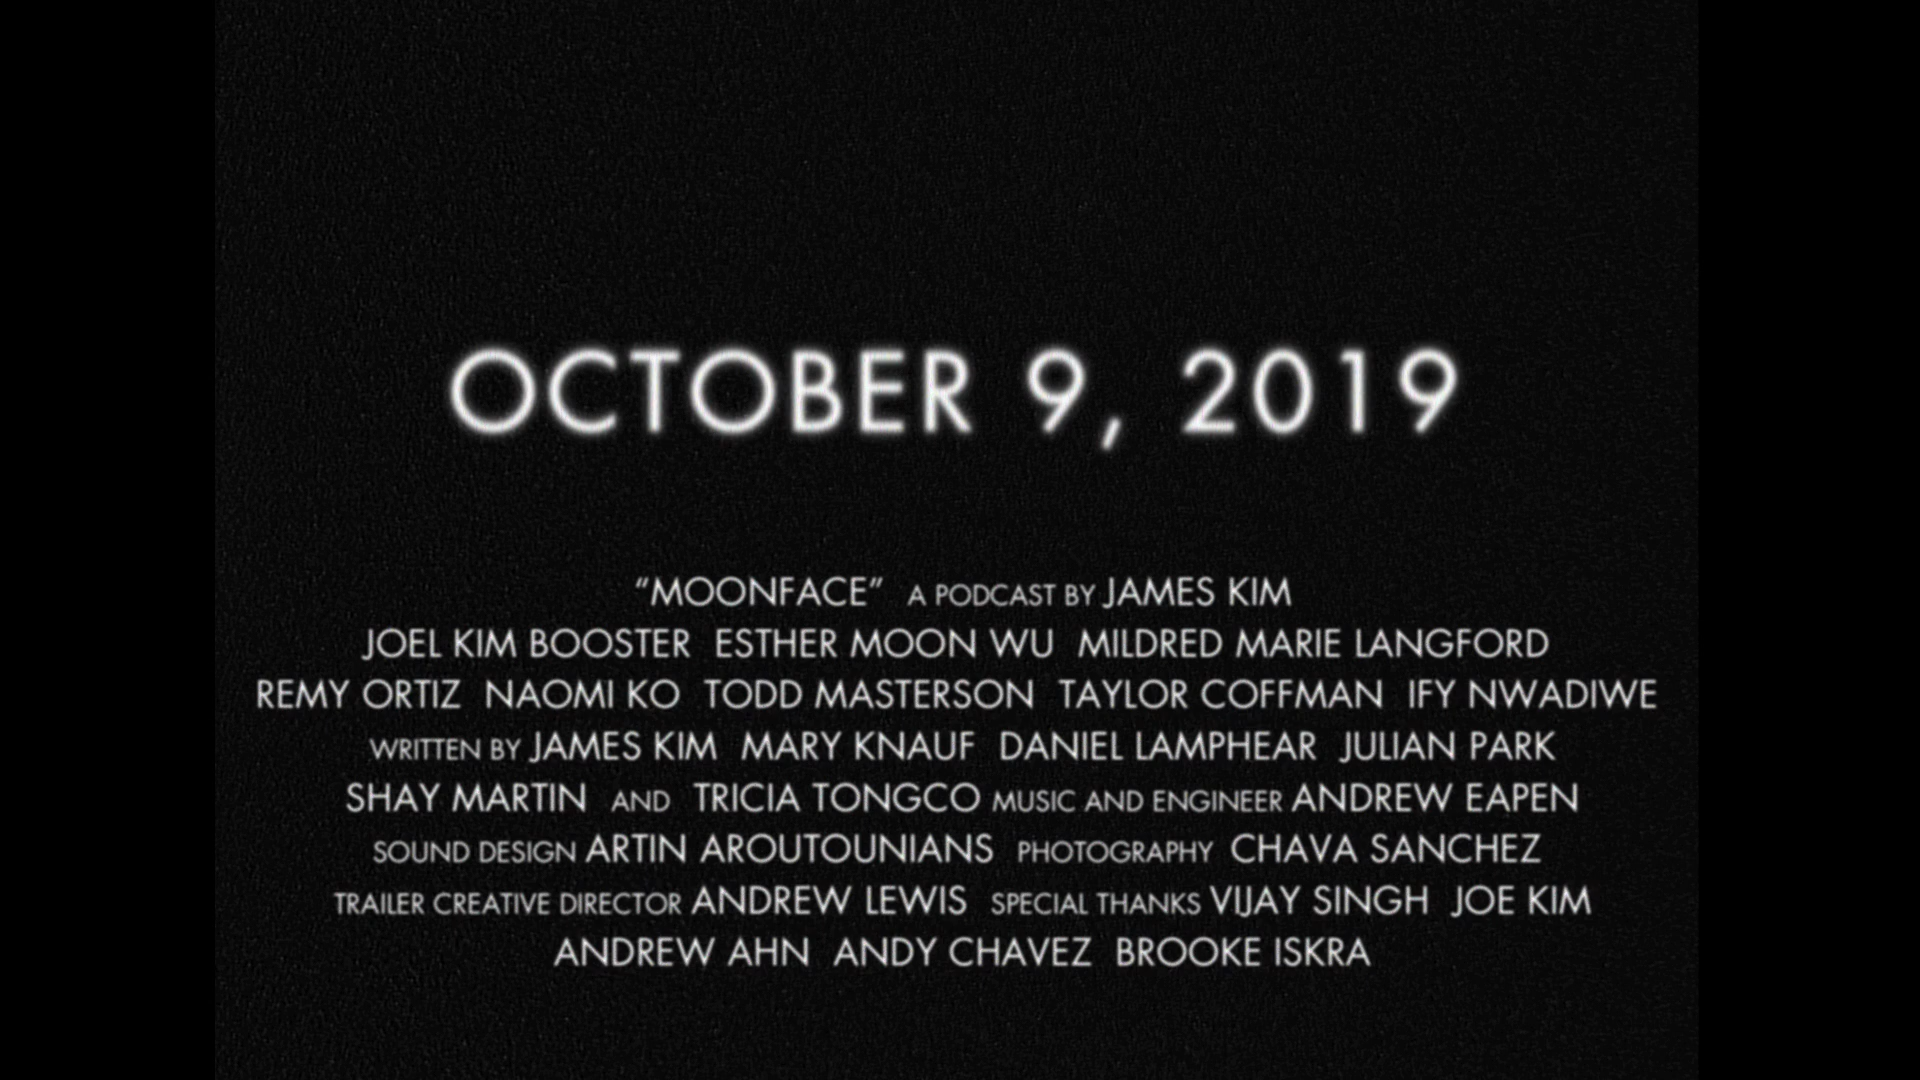 OCTOBER 9, 2019
“MOONFACE” A PODCAST BY JAMES KIM
JOEL KIM BOOSTER ESTHER MOON WU MILDRED MARIE LANGFORD
REMY ORTIZ NAOMI KO TODD MASTERSON TAYLOR COFFMAN IFY NWADIWE
WRITTEN BY JAMES KIM MARY KNAUF DANIEL LAMPHEAR JULIAN PARK
SHAY MARTIN AND TRICIA TONGCO MUSIC AND ENGINEER ANDREW EAPEN
SOUND DESIGN ARTIN AROUTOUNIANS PHOTOGRAPHY CHAVA SANCHEZ
TRAILER CREATIVE DIRECTOR ANDREW LEWIS SPECIAL THANKS VIJAY SINGH JOE KIM
ANDREW AHN ANDY CHAVEZ BROOKE ISKRA